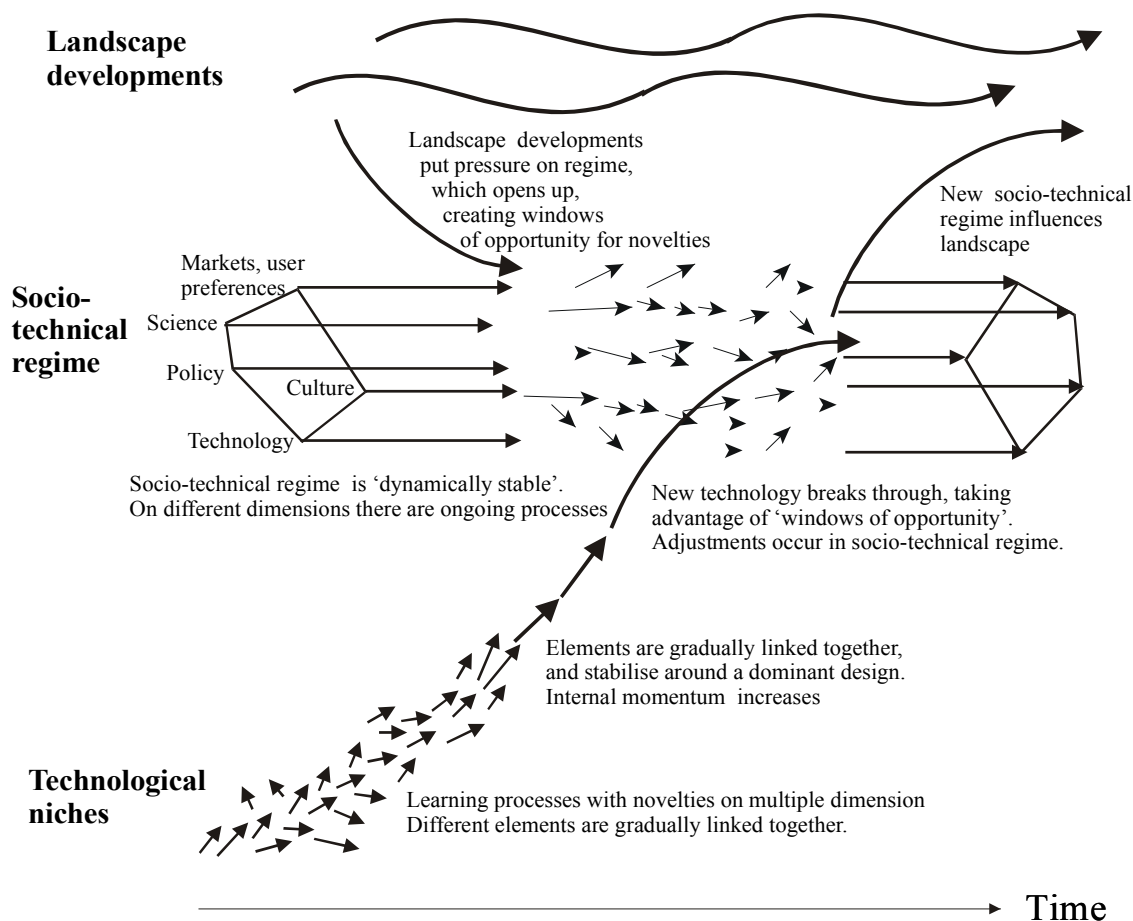 Landscape
developments
Landscape developments
put pressure on regime,
which opens up,
creating windows
of opportunity for novelties
New socio-technical
regime influences
landscape
Socio-
technical
regime
Markets, user
preferences
Science
Policy
Culture
Technology
Socio-technical regime is ‘dynamically stable’.
On different dimensions there are ongoing processes
New technology breaks through, taking
advantage of ‘windows of opportunity’.
Adjustments occur in socio-technical regime.
Elements are gradually linked together,
and stabilise around a dominant design.
Internal momentum increases
Technological
niches
Learning processes with novelties on multiple dimension
Different elements are gradually linked together.
Time